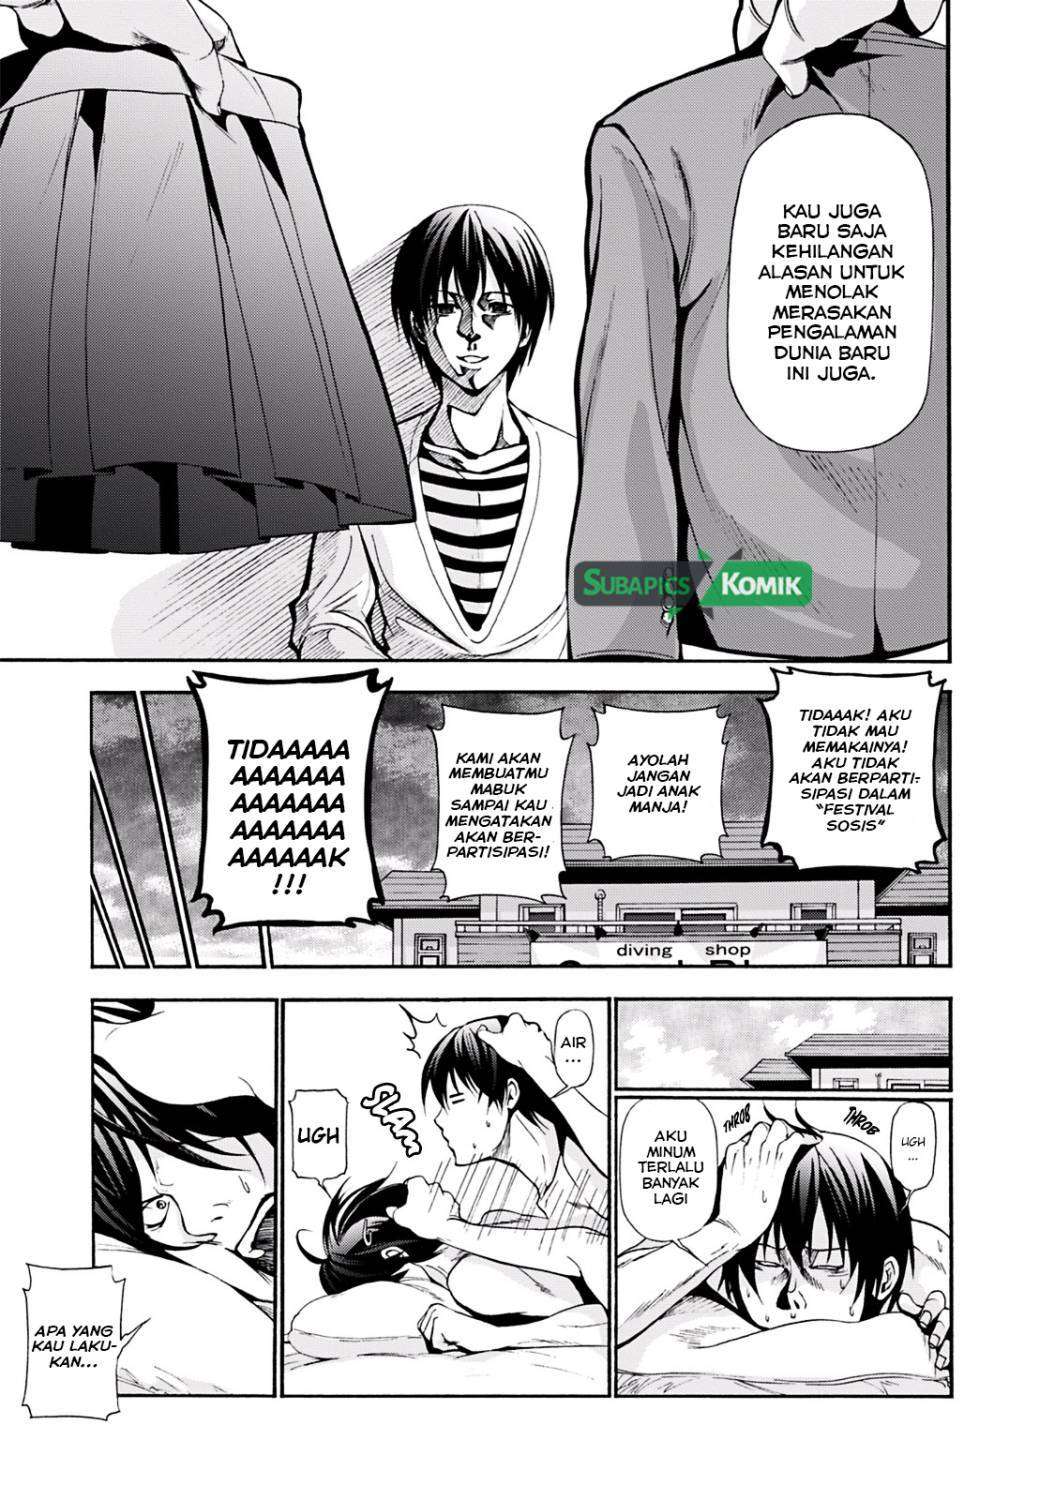 KAU JUGA
BARU SAJA
KEHILANGAN
ALASAN UNTUK
MENOLAK
MERASAKAN
PENGALAMAN
DUNIA BARU
INI JUGA.
SUBAPICS KOMIK
TIDAAAK! AKU
TIDAK MAU
MEMAKAINYA!
AKU TIDAK
AKAN BERPARTI-
SIPASI DALAM
"FESTIVAL
SOSIS"
AYOLAH
JANGAN
JADI ANAK
MANJA!
KAMI AKAN
MEMBUATMU
MABUK
SAMPAI KAU
MENGATAKAN
AKAN BER-
PARTISIPASI!
TIDAAAAA
AAAAAAA
AAAAAAA
AAAAAAA
AAAAAAK
!!!
diving shop
UGH
...
THROB
THROB
AKU
MINUM
TERLALU
BANYAK
LAGI
AIR
...
SLAM
UGH
APA YANG
KAU LAKU-
KAN...